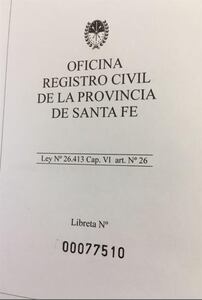 OFICINA
REGISTRO CIVIL
DE LA PROVINCIA
DE SANTA FE
Ley Nº 26.413 Cap. VI art. Nº 26
Libreta Nº
00077510